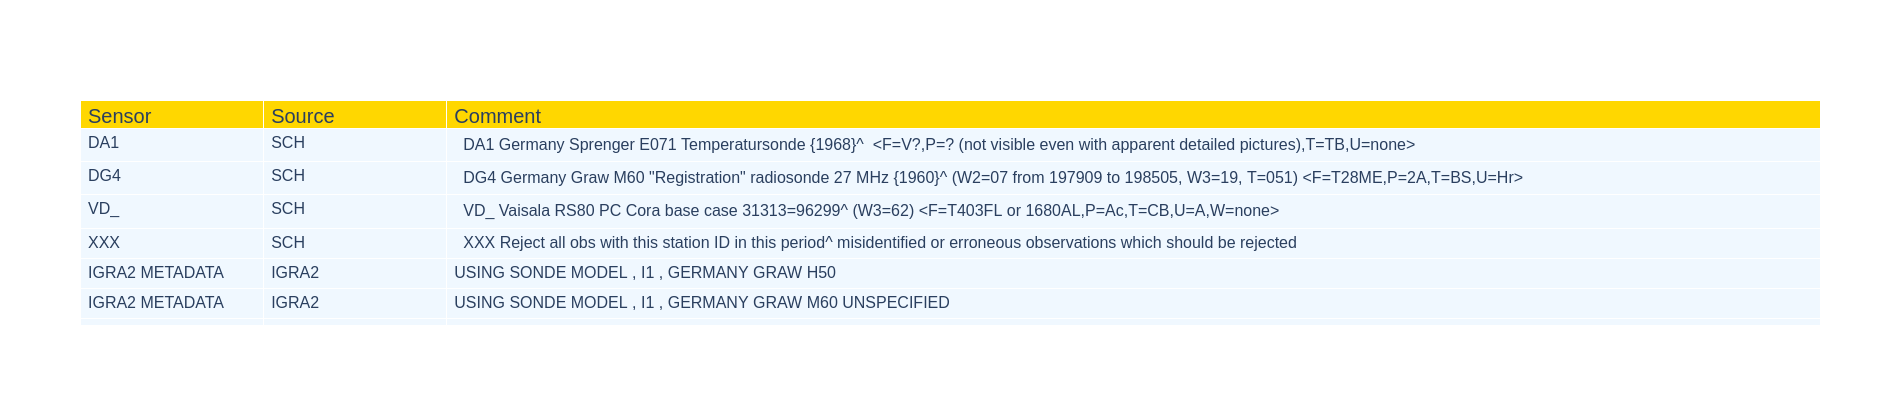 Sensor Source Comment
DA1 SCH DA1 Germany Sprenger E071 Temperatursonde {1968}^  <F=V?,P=? (not visible even with apparent detailed pictures),T=TB,U=none>
DG4 SCH DG4 Germany Graw M60 "Registration" radiosonde 27 MHz {1960}^ (W2=07 from 197909 to 198505, W3=19, T=051) <F=T28ME,P=2A,T=BS,U=Hr>
VD_ SCH VD_ Vaisala RS80 PC Cora base case 31313=96299^ (W3=62) <F=T403FL or 1680AL,P=Ac,T=CB,U=A,W=none>
XXX SCH XXX Reject all obs with this station ID in this period^ misidentified or erroneous observations which should be rejected
IGRA2 METADATA IGRA2 USING SONDE MODEL , I1 , GERMANY GRAW H50
IGRA2 METADATA IGRA2 USING SONDE MODEL , I1 , GERMANY GRAW M60 UNSPECIFIED